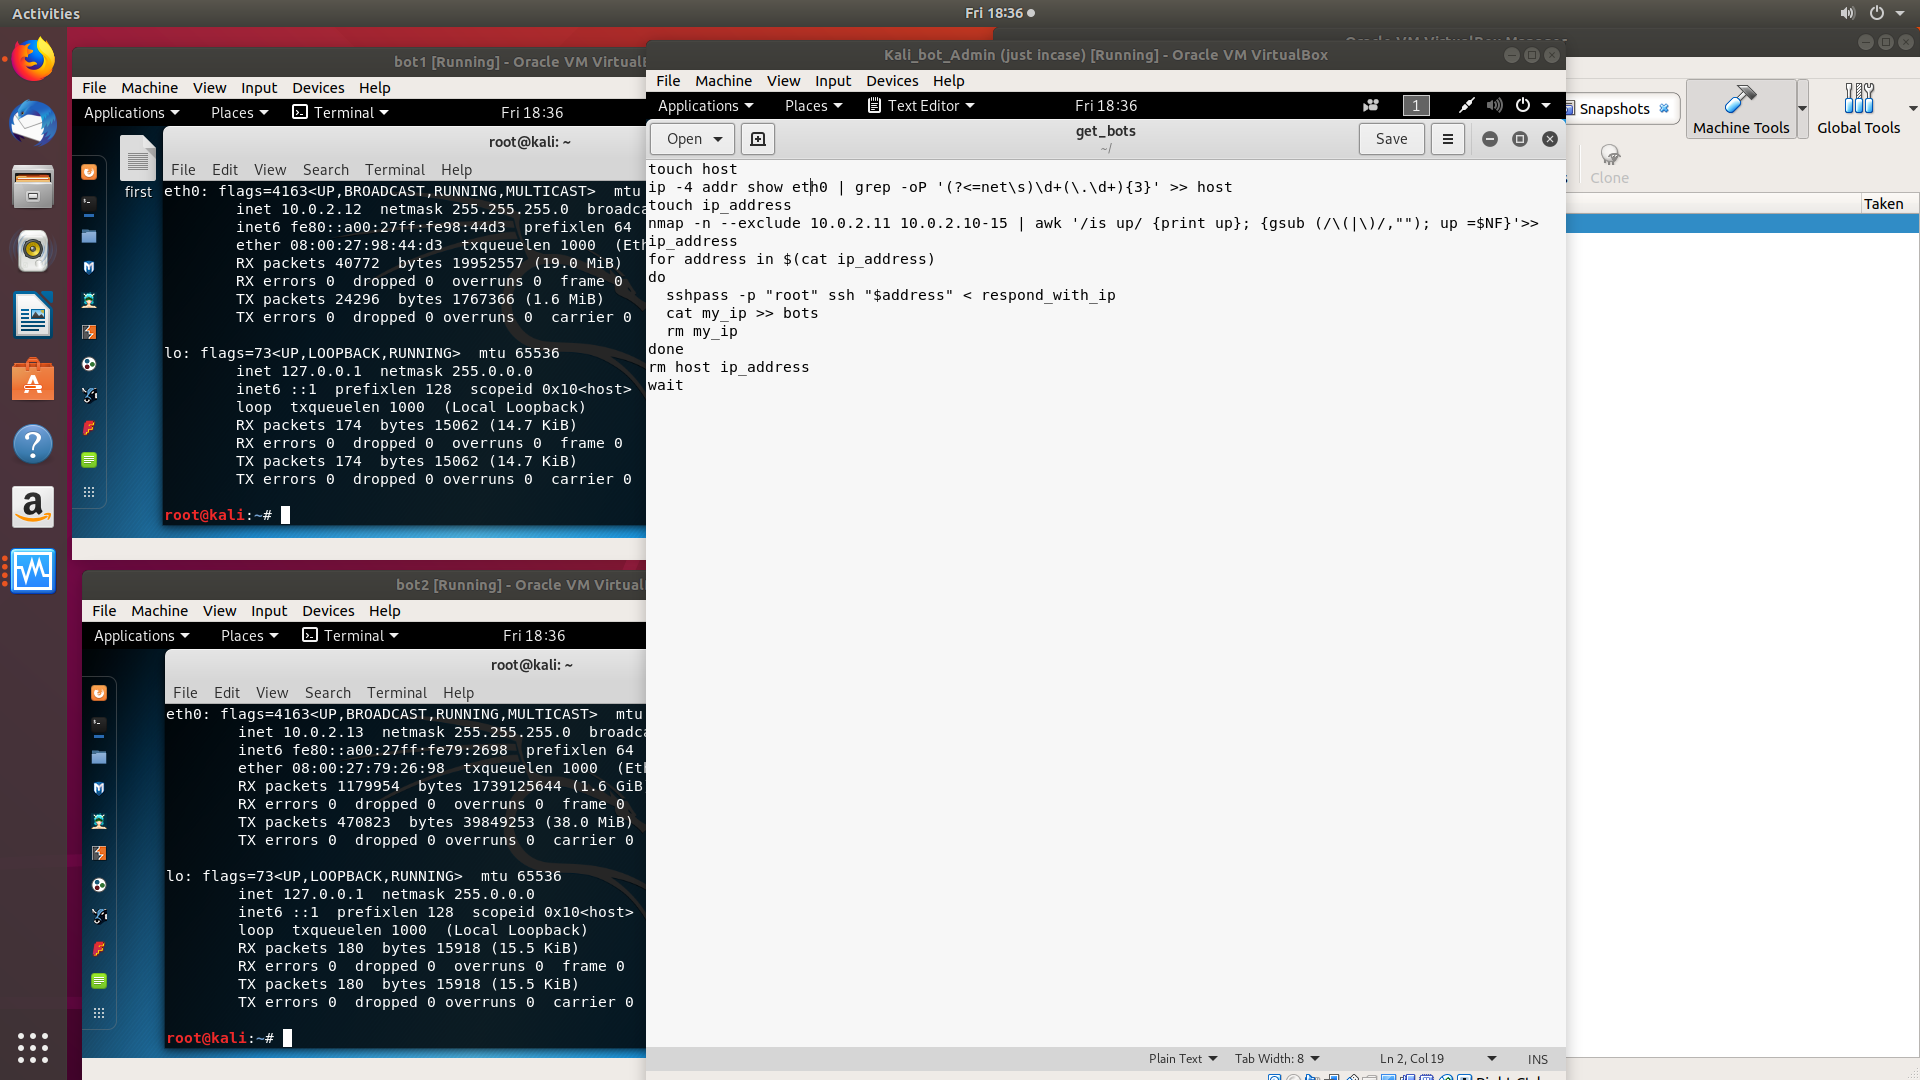 Activities
Fri 18:36
bot1 [Running] - Oracle VM VirtualB
File Machine View Input Devices Help
Applications Places Terminal Fri 18:36
first
root@kali: ~
File Edit View Search Terminal Help
eth0: flags=4163<UP,BROADCAST,RUNNING,MULTICAST> mtu
inet 10.0.2.12 netmask 255.255.255.0 broadca
inet6 fe80::a00:27ff:fe98:44d3 prefixlen 64
ether 08:00:27:98:44:d3 txqueuelen 1000 (Eth
RX packets 40772 bytes 19952557 (19.0 MiB)
RX errors 0 dropped 0 overruns 0 frame 0
TX packets 24296 bytes 1767366 (1.6 MiB)
TX errors 0 dropped 0 overruns 0 carrier 0
lo: flags=73<UP,LOOPBACK,RUNNING> mtu 65536
inet 127.0.0.1 netmask 255.0.0.0
inet6 ::1 prefixlen 128 scopeid 0x10<host>
loop txqueuelen 1000 (Local Loopback)
RX packets 174 bytes 15062 (14.7 KiB)
RX errors 0 dropped 0 overruns 0 frame 0
TX packets 174 bytes 15062 (14.7 KiB)
TX errors 0 dropped 0 overruns 0 carrier 0
root@kali:~#
bot2 [Running] - Oracle VM VirtualB
File Machine View Input Devices Help
Applications Places Terminal Fri 18:36
root@kali: ~
File Edit View Search Terminal Help
eth0: flags=4163<UP,BROADCAST,RUNNING,MULTICAST> mtu
inet 10.0.2.13 netmask 255.255.255.0 broadca
inet6 fe80::a00:27ff:fe79:2698 prefixlen 64
ether 08:00:27:79:26:98 txqueuelen 1000 (Eth
RX packets 1179954 bytes 1739125644 (1.6 GiB
RX errors 0 dropped 0 overruns 0 frame 0
TX packets 470823 bytes 39849253 (38.0 MiB)
TX errors 0 dropped 0 overruns 0 carrier 0
lo: flags=73<UP,LOOPBACK,RUNNING> mtu 65536
inet 127.0.0.1 netmask 255.0.0.0
inet6 ::1 prefixlen 128 scopeid 0x10<host>
loop txqueuelen 1000 (Local Loopback)
RX packets 180 bytes 15918 (15.5 KiB)
RX errors 0 dropped 0 overruns 0 frame 0
TX packets 180 bytes 15918 (15.5 KiB)
TX errors 0 dropped 0 overruns 0 carrier 0
root@kali:~#
Kali_bot_Admin (just incase) [Running] - Oracle VM VirtualBox
File Machine View Input Devices Help
Applications Places Text Editor Fri 18:36 1
Open get_bots Save
~/
touch host
ip -4 addr show eth0 | grep -oP '(?<=net\s)\d+(\.\d+){3}' >> host
touch ip_address
nmap -n --exclude 10.0.2.11 10.0.2.10-15 | awk '/is up/ {print up}; {gsub (/\(|\)/,""); up =$NF}'>>
ip_address
for address in $(cat ip_address)
do
sshpass -p "root" ssh "$address" < respond_with_ip
cat my_ip >> bots
rm my_ip
done
rm host ip_address
wait
Plain Text Tab Width: 8 Ln 2, Col 19 INS
Snapshots
Machine Tools Global Tools
Clone
Taken